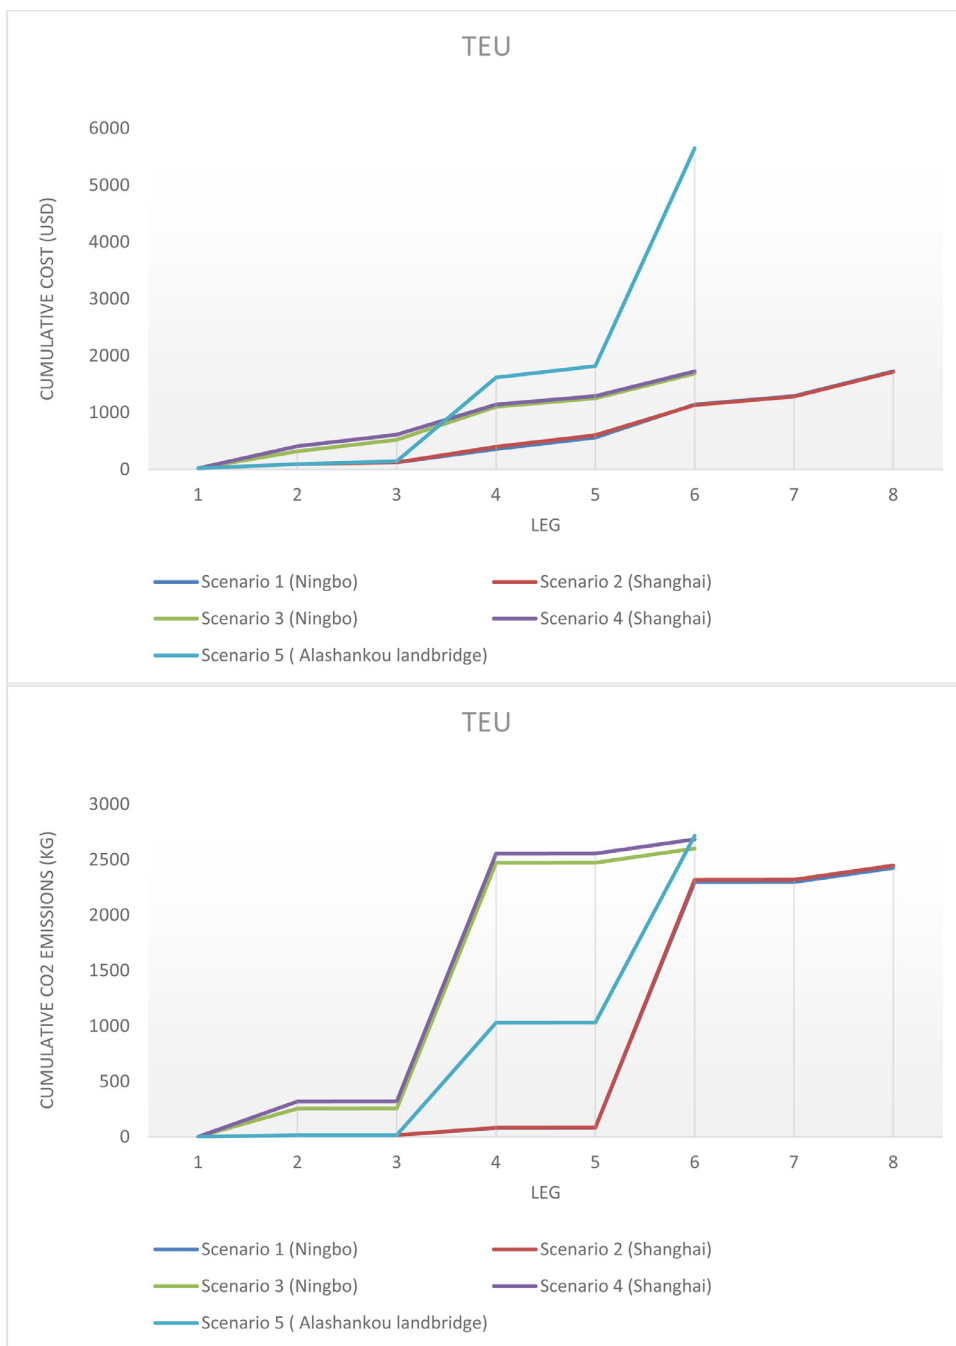 TEU
6000
5000
4000
3000
2000
1000
0
CUMULATIVE COST (USD)
1 2 3 4 5 6 7 8
LEG
Scenario 1 (Ningbo) Scenario 2 (Shanghai)
Scenario 3 (Ningbo) Scenario 4 (Shanghai)
Scenario 5 ( Alashankou landbridge)
TEU
3000
2500
2000
1500
1000
500
0
CUMULATIVE CO2 EMISSIONS (KG)
1 2 3 4 5 6 7 8
LEG
Scenario 1 (Ningbo) Scenario 2 (Shanghai)
Scenario 3 (Ningbo) Scenario 4 (Shanghai)
Scenario 5 ( Alashankou landbridge)